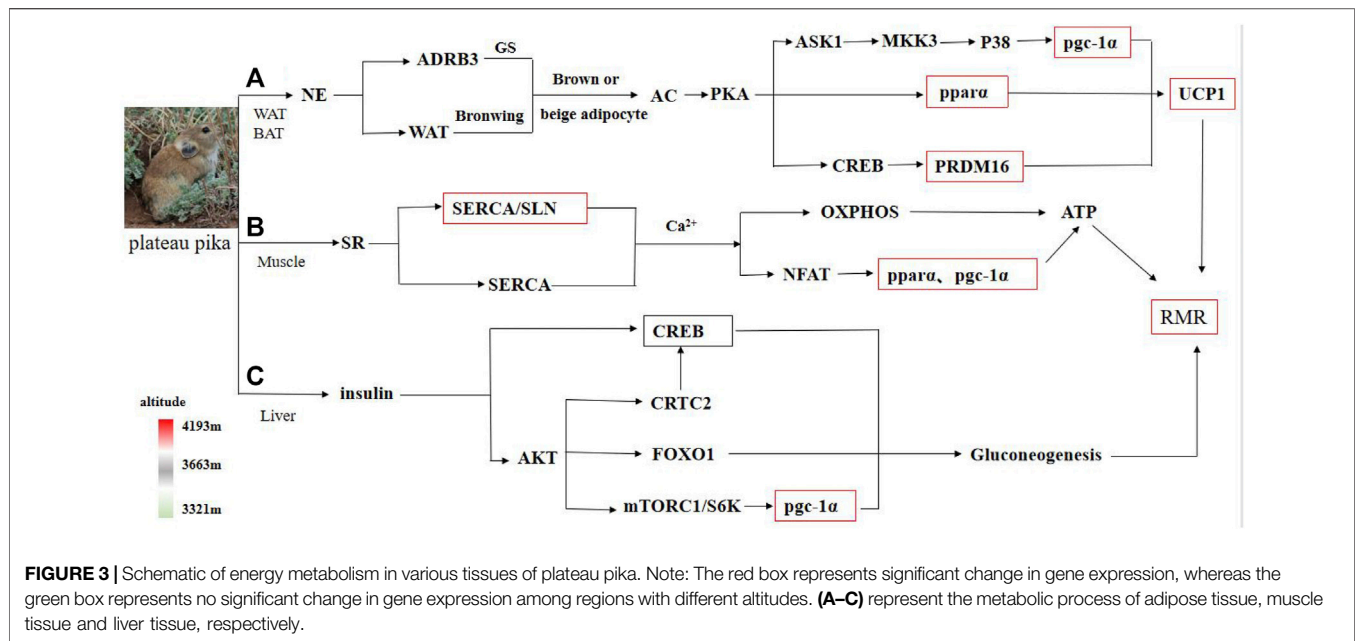 A
WAT
BAT
NE
ADRB3
GS
WAT
Bronwing
Brown or
beige adipocyte
AC
PKA
ASK1
MKK3
P38
pgc-1α
pparα
CREB
PRDM16
UCP1
plateau pika
B
Muscle
SR
SERCA/SLN
SERCA
Ca²⁺
OXPHOS
ATP
NFAT
pparα、pgc-1α
RMR
C
Liver
insulin
CREB
CRTC2
AKT
FOXO1
Gluconeogenesis
mTORC1/S6K
pgc-1α
altitude
4193m
3663m
3321m
FIGURE 3 | Schematic of energy metabolism in various tissues of plateau pika. Note: The red box represents significant change in gene expression, whereas the
green box represents no significant change in gene expression among regions with different altitudes. (A–C) represent the metabolic process of adipose tissue, muscle
tissue and liver tissue, respectively.